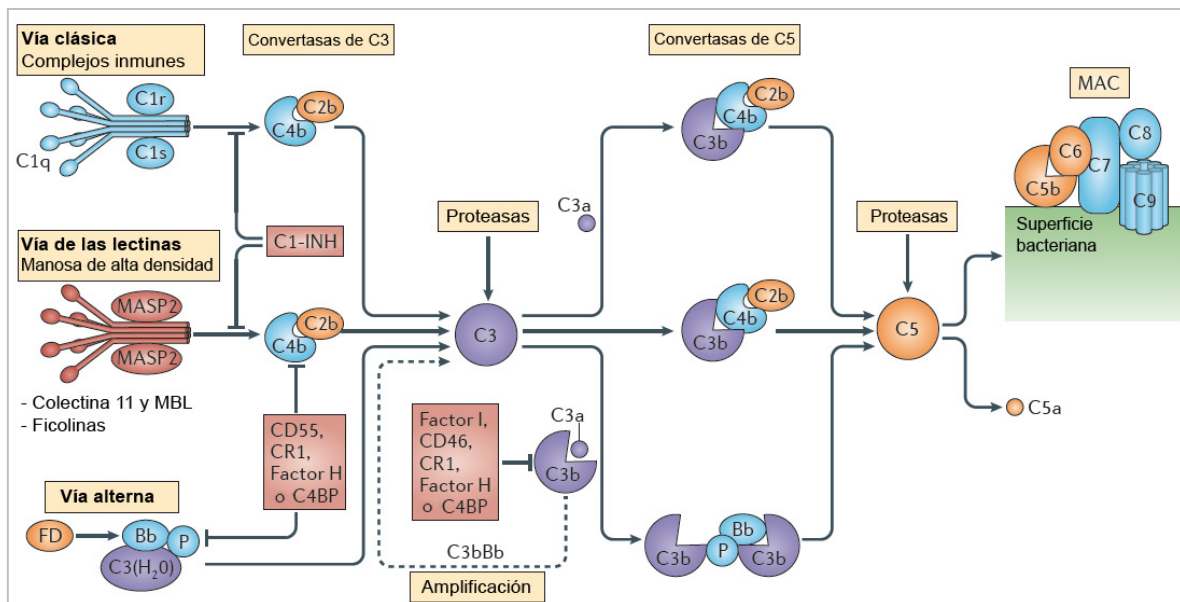 Vía clásica
Complejos inmunes
Convertasas de C3
Convertasas de C5
MAC
C1r
C1s
C1q
C2b
C4b
C2b
C4b
C3b
C8
C6
C7
C5b
C9
Superficie
bacteriana
Vía de las lectinas
Manosa de alta densidad
C1-INH
Proteasas
C3a
Proteasas
MASP2
MASP2
C2b
C4b
C3
C2b
C4b
C3b
C5
- Colectina 11 y MBL
- Ficolinas
CD55,
CR1,
Factor H
o C4BP
Factor I,
CD46,
CR1,
Factor H
o C4BP
C3a
C3b
C5a
Vía alterna
FD
Bb
P
C3(H20)
C3bBb
Amplificación
C3b
Bb
P
C3b